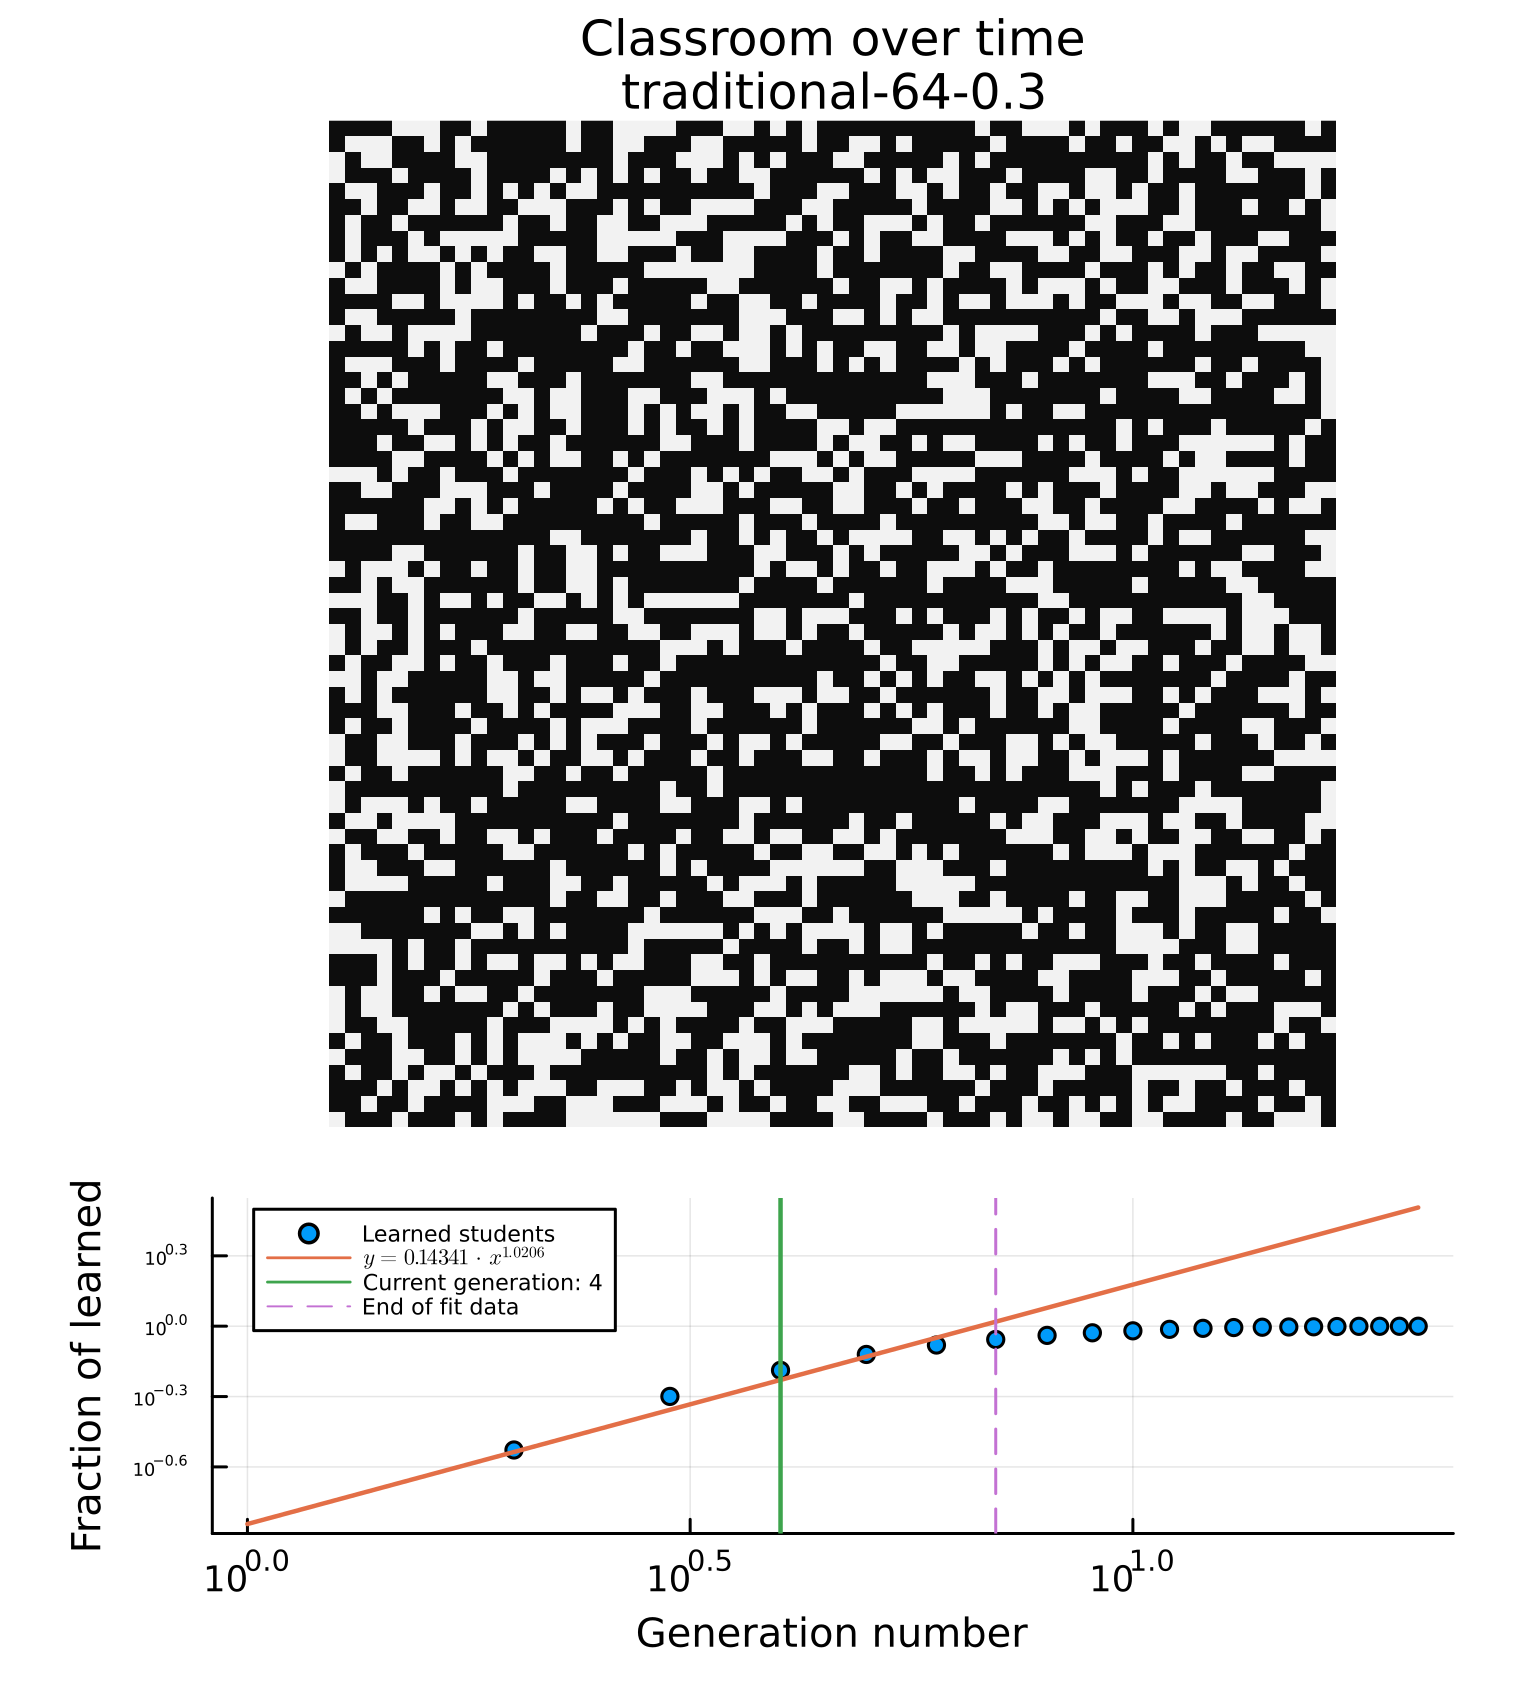 Classroom over time
traditional-64-0.3
Fraction of learned
10^0.3
10^0.0
10^−0.3
10^−0.6
Learned students
y = 0.14341 · x^1.0206
Current generation: 4
End of fit data
10^0.0
10^0.5
10^1.0
Generation number